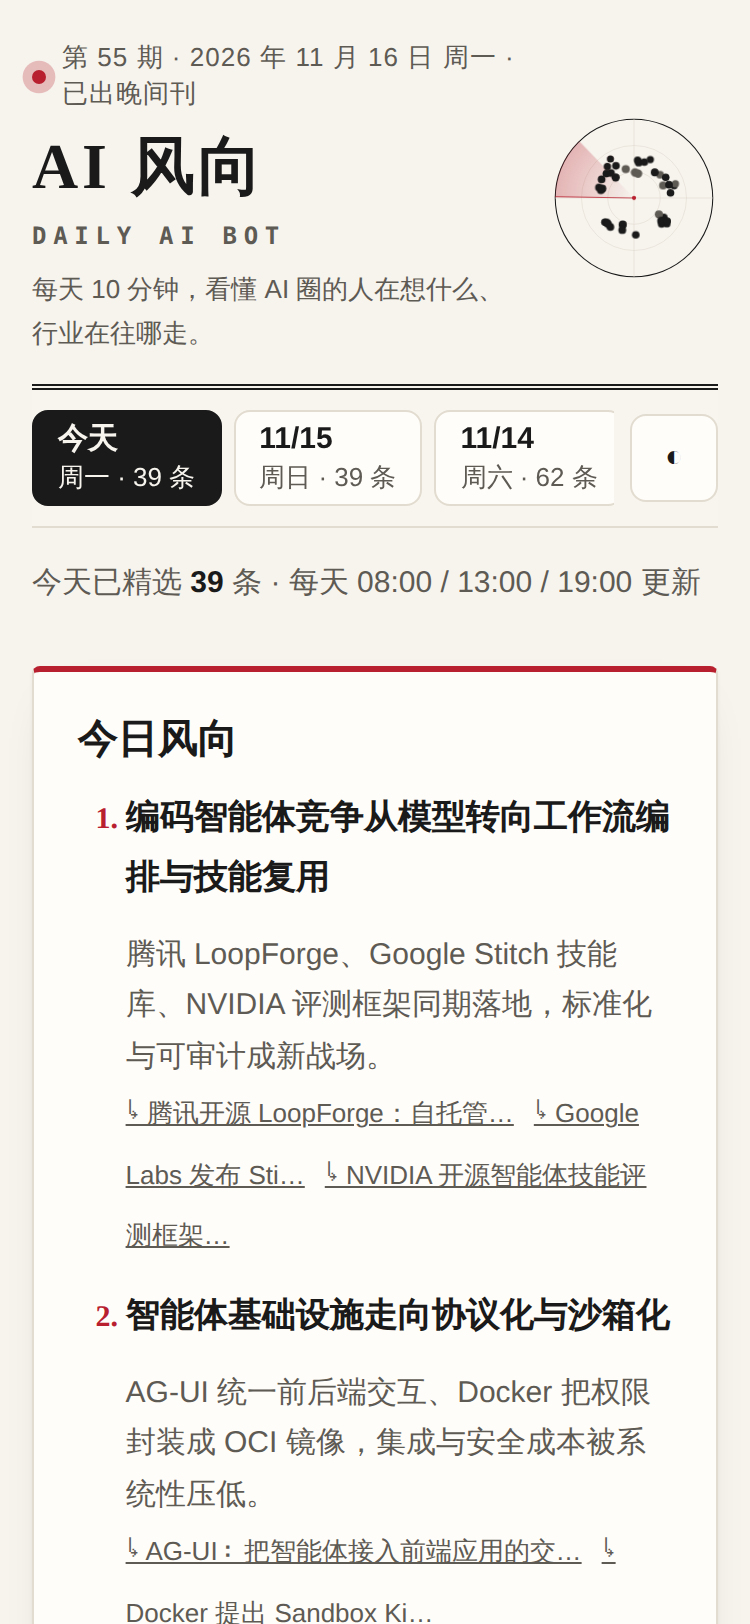 第 55 期 · 2026 年 11 月 16 日 周一 ·
已出晚间刊
AI 风向
DAILY AI BOT
每天 10 分钟，看懂 AI 圈的人在想什么、
行业在往哪走。
今天
周一 · 39 条
11/15
周日 · 39 条
11/14
周六 · 62 条
今天已精选 39 条 · 每天 08:00 / 13:00 / 19:00 更新
今日风向
1. 编码智能体竞争从模型转向工作流编
排与技能复用
腾讯 LoopForge、Google Stitch 技能
库、NVIDIA 评测框架同期落地，标准化
与可审计成新战场。
↳ 腾讯开源 LoopForge：自托管… ↳ Google
Labs 发布 Sti… ↳ NVIDIA 开源智能体技能评
测框架…
2. 智能体基础设施走向协议化与沙箱化
AG-UI 统一前后端交互、Docker 把权限
封装成 OCI 镜像，集成与安全成本被系
统性压低。
↳ AG-UI：把智能体接入前端应用的交… ↳
Docker 提出 Sandbox Ki…